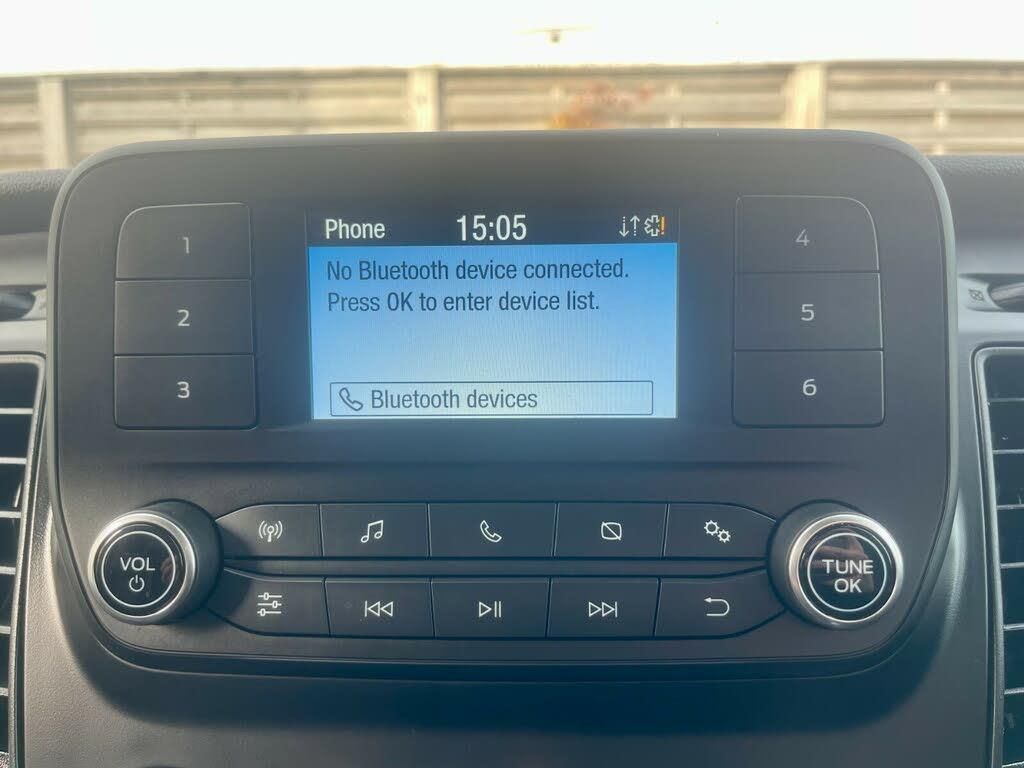 Phone 15:05
No Bluetooth device connected.
Press OK to enter device list.
Bluetooth devices
1
2
3
4
5
6
VOL
TUNE
OK